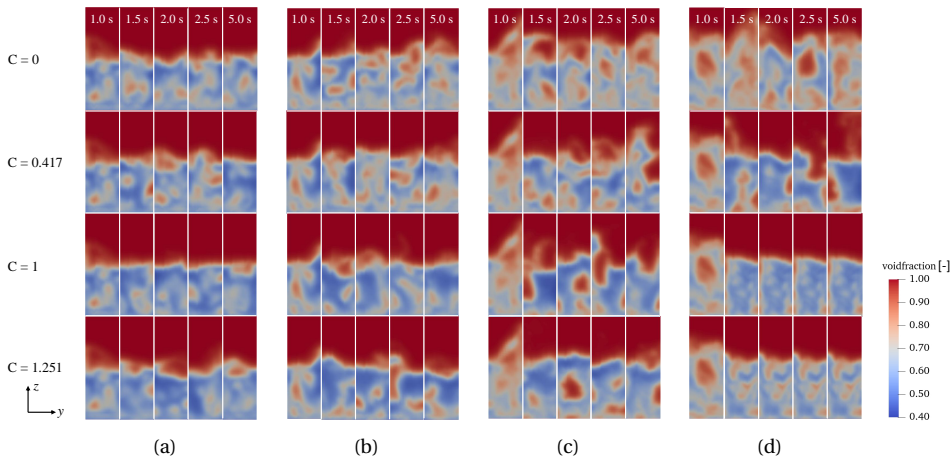 1.0 s 1.5 s 2.0 s 2.5 s 5.0 s 1.0 s 1.5 s 2.0 s 2.5 s 5.0 s 1.0 s 1.5 s 2.0 s 2.5 s 5.0 s 1.0 s 1.5 s 2.0 s 2.5 s 5.0 s
C = 0
C = 0.417
C = 1
voidfraction [-]
1.00
0.90
0.80
0.70
0.60
0.50
0.40
C = 1.251
z
y
(a) (b) (c) (d)